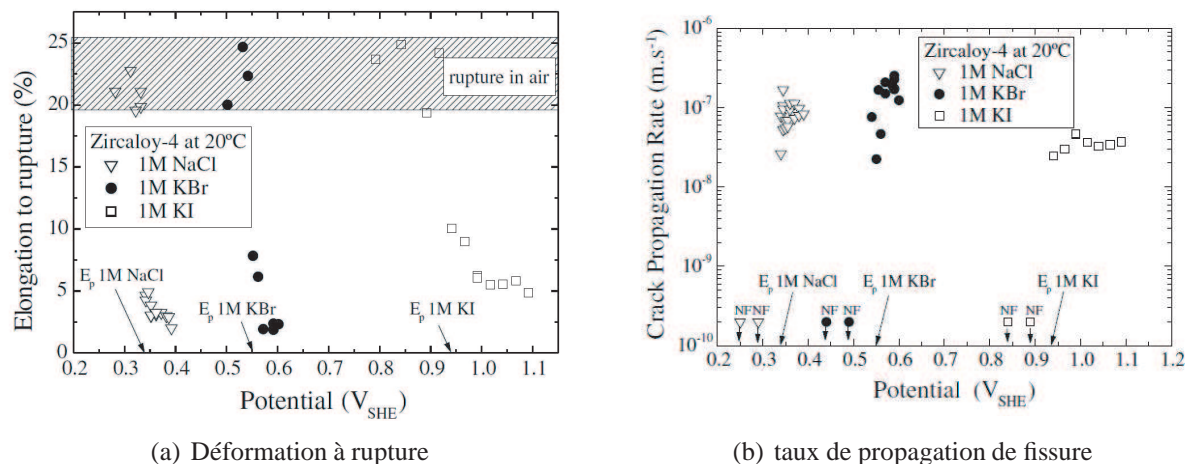 25
20
15
10
5
0
Elongation to rupture (%)
rupture in air
Zircaloy-4 at 20ºC
1M NaCl
1M KBr
1M KI
E_p 1M NaCl
E_p 1M KBr
E_p 1M KI
0.2 0.3 0.4 0.5 0.6 0.7 0.8 0.9 1.0 1.1
Potential (V_SHE)
(a) Déformation à rupture
10⁻⁶
10⁻⁷
10⁻⁸
10⁻⁹
10⁻¹⁰
Crack Propagation Rate (m.s⁻¹)
Zircaloy-4 at 20ºC
1M NaCl
1M KBr
1M KI
E_p 1M NaCl
E_p 1M KBr
E_p 1M KI
NF NF NF NF NF NF
0.2 0.3 0.4 0.5 0.6 0.7 0.8 0.9 1.0 1.1 1.2
Potential (V_SHE)
(b) taux de propagation de fissure